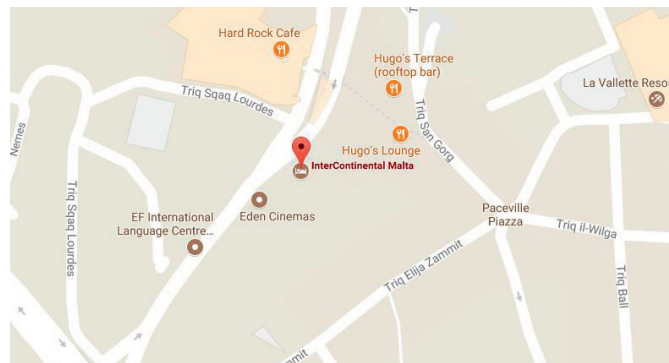 Hard Rock Cafe
Hugo's Terrace
(rooftop bar)
La Vallette Resor
Triq Sqaq Lourdes
Triq San Gorg
Nemes
Hugo's Lounge
InterContinental Malta
Triq Sqaq Lourdes
EF International
Language Centre...
Eden Cinemas
Paceville
Piazza
Triq il-Wilga
Triq Elija Zammit
Triq Ball
mmit